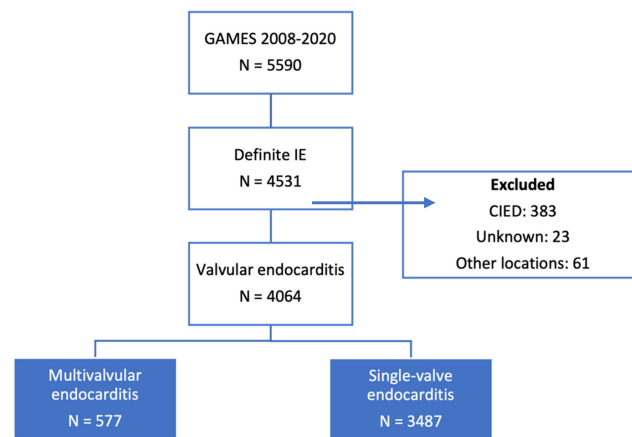 GAMES 2008-2020
N = 5590
Definite IE
N = 4531
Excluded
CIED: 383
Unknown: 23
Other locations: 61
Valvular endocarditis
N = 4064
Multivalvular
endocarditis
N = 577
Single-valve
endocarditis
N = 3487